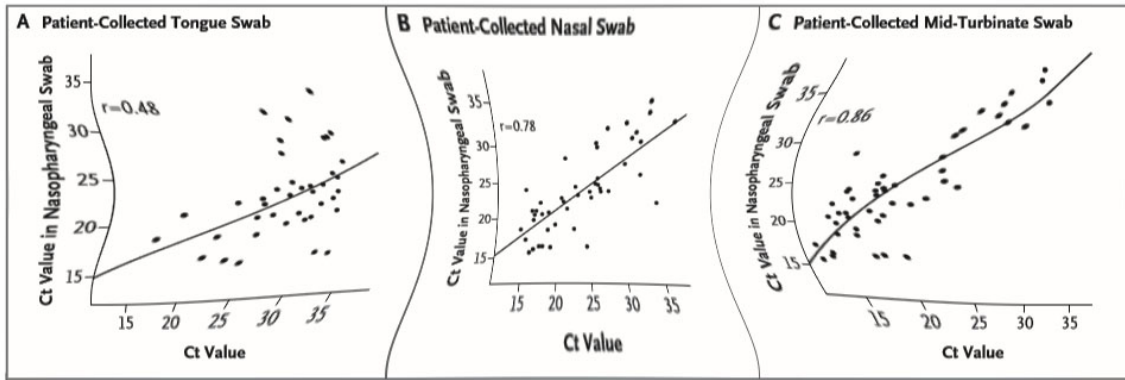 A Patient-Collected Tongue Swab
Ct Value in Nasopharyngeal Swab
35
30
25
20
15
r=0.48
15 20 25 30 35
Ct Value
B Patient-Collected Nasal Swab
Ct Value in Nasopharyngeal Swab
35
30
25
20
15
r=0.78
15 20 25 30 35
Ct Value
C Patient-Collected Mid-Turbinate Swab
Ct Value in Nasopharyngeal Swab
35
30
25
20
15
r=0.86
15 20 25 30 35
Ct Value